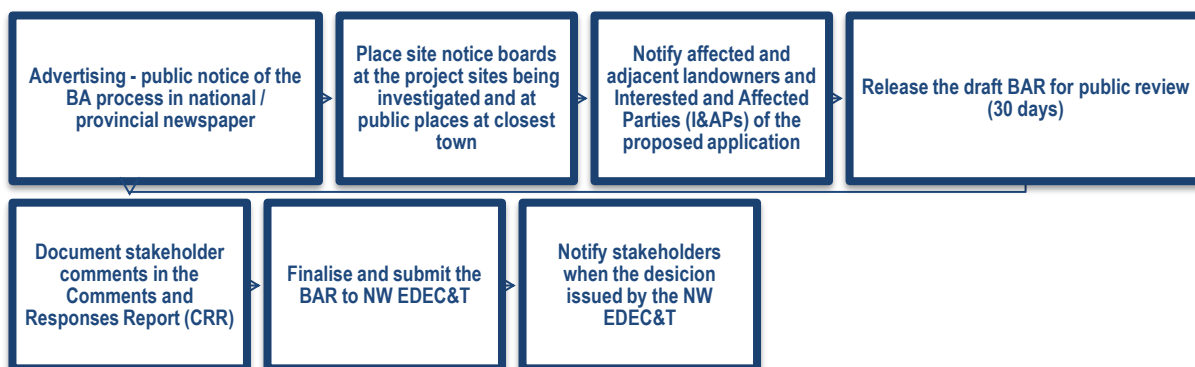 Advertising - public notice of the
BA process in national /
provincial newspaper
Place site notice boards
at the project sites being
investigated and at
public places at closest
town
Notify affected and
adjacent landowners and
Interested and Affected
Parties (I&APs) of the
proposed application
Release the draft BAR for public review
(30 days)
Document stakeholder
comments in the
Comments and
Responses Report (CRR)
Finalise and submit the
BAR to NW EDEC&T
Notify stakeholders
when the desicion
issued by the NW
EDEC&T